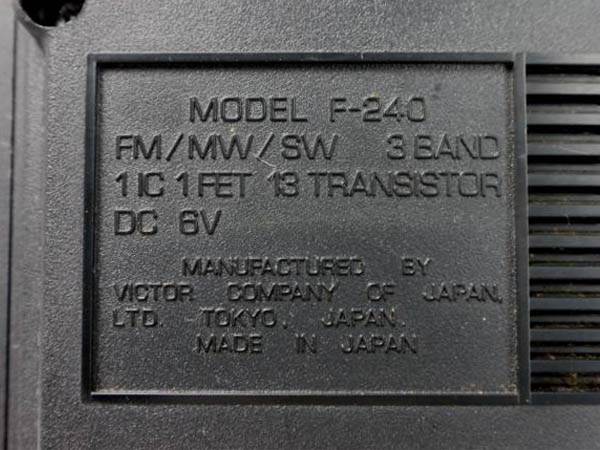 MODEL F-240
FM/MW/SW 3 BAND
1 IC 1 FET 13 TRANSISTOR
DC 6V
MANUFACTURED BY
VICTOR COMPANY OF JAPAN,
LTD. TOKYO, JAPAN.
MADE IN JAPAN